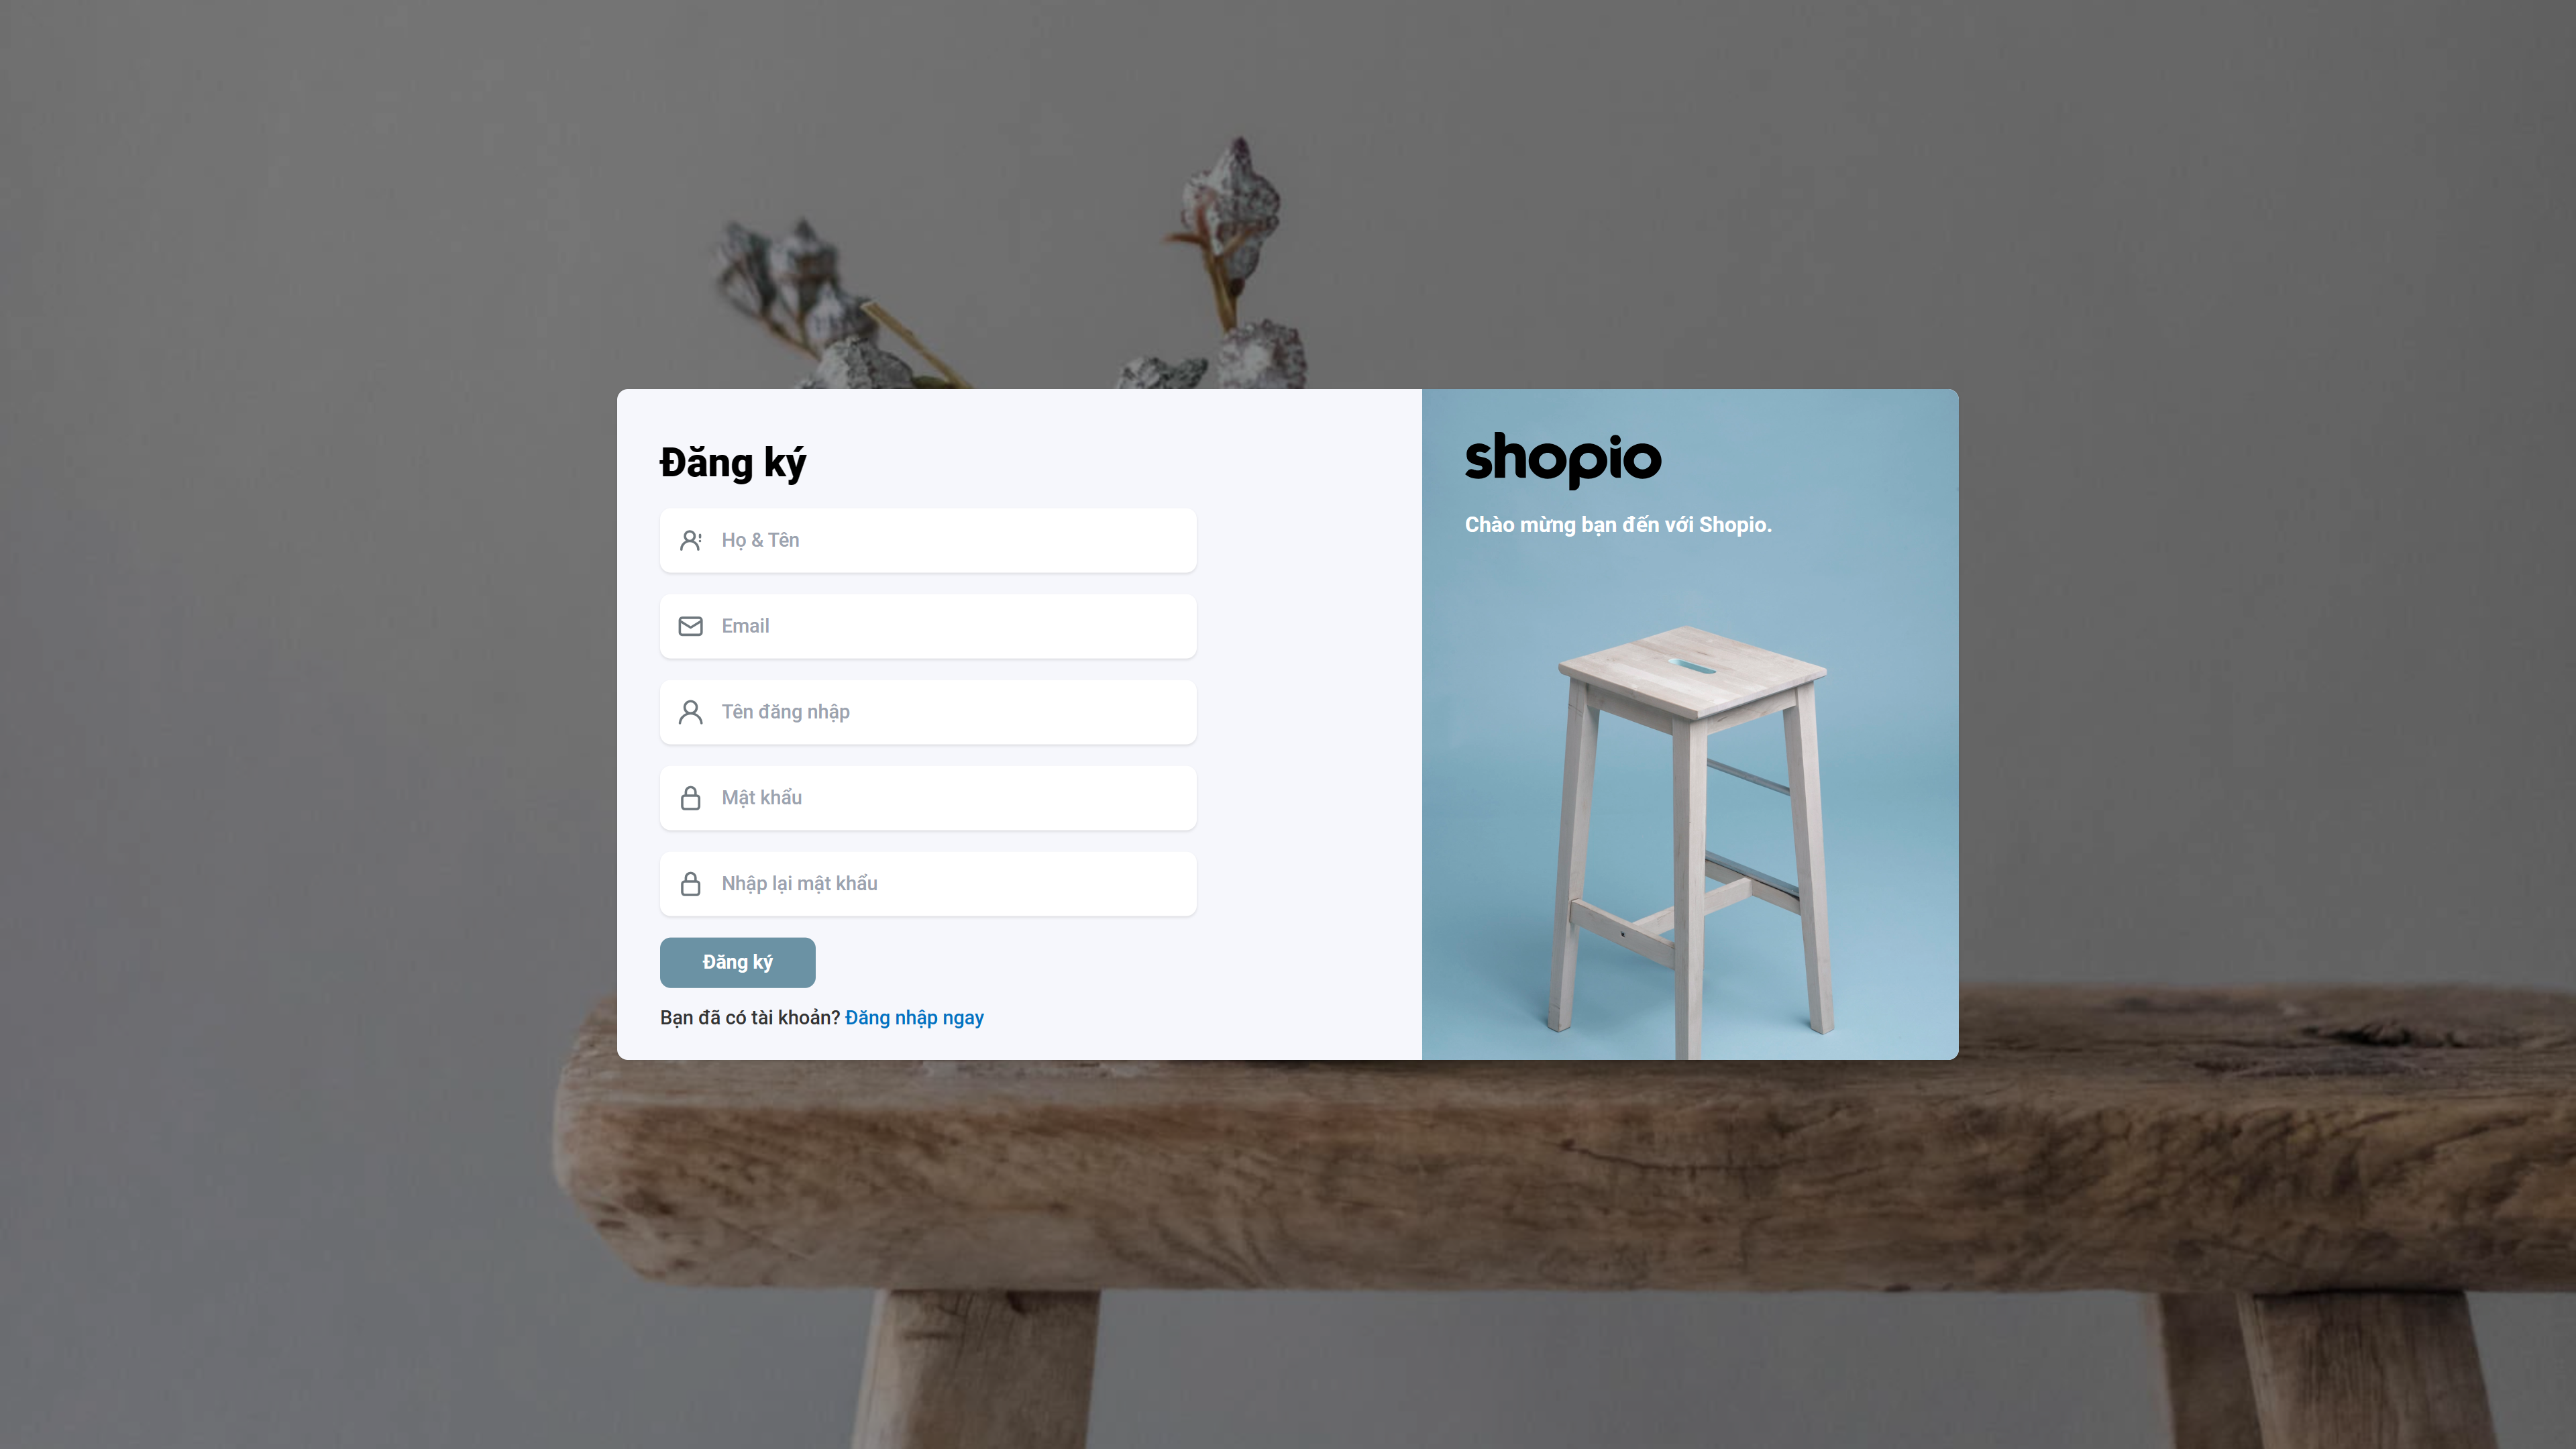 Đăng ký
Họ & Tên
Email
Tên đăng nhập
Mật khẩu
Nhập lại mật khẩu
Đăng ký
Bạn đã có tài khoản? Đăng nhập ngay
shopio
Chào mừng bạn đến với Shopio.